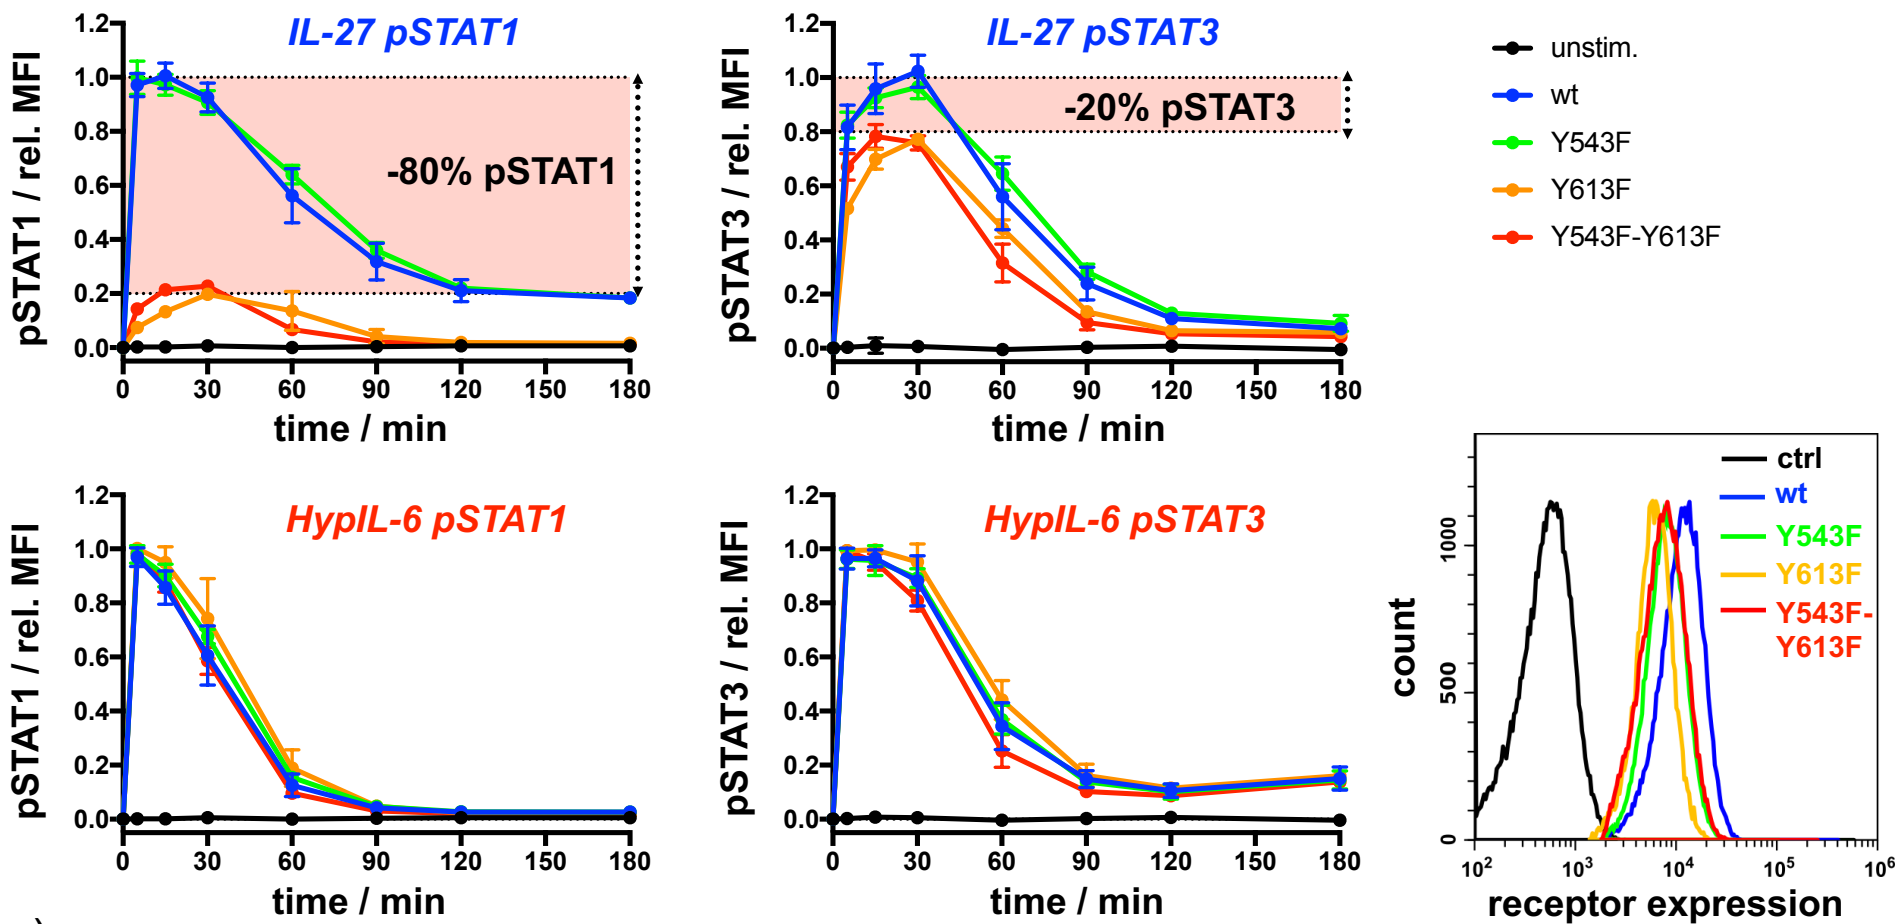 IL-27 pSTAT1
pSTAT1 / rel. MFI
1.2
1.0
0.8
0.6
0.4
0.2
0.0
-80% pSTAT1
0 30 60 90 120 150 180
time / min
IL-27 pSTAT3
pSTAT3 / rel. MFI
1.2
1.0
0.8
0.6
0.4
0.2
0.0
-20% pSTAT3
0 30 60 90 120 150 180
time / min
unstim.
wt
Y543F
Y613F
Y543F-Y613F
HypIL-6 pSTAT1
pSTAT1 / rel. MFI
1.2
1.0
0.8
0.6
0.4
0.2
0.0
0 30 60 90 120 150 180
time / min
HypIL-6 pSTAT3
pSTAT3 / rel. MFI
1.2
1.0
0.8
0.6
0.4
0.2
0.0
0 30 60 90 120 150 180
time / min
ctrl
wt
Y543F
Y613F
Y543F-
Y613F
count
1000
500
0
10² 10³ 10⁴ 10⁵ 10⁶
receptor expression